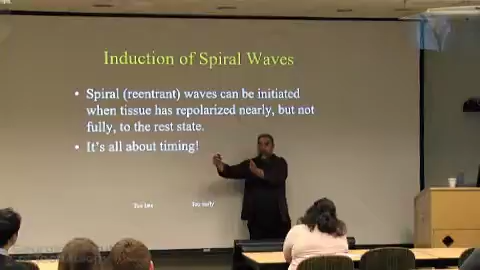 Induction of Spiral Waves
• Spiral (reentrant) waves can be initiated
when tissue has repolarized nearly, but not
fully, to the rest state.
• It's all about timing!
Too late
Too early